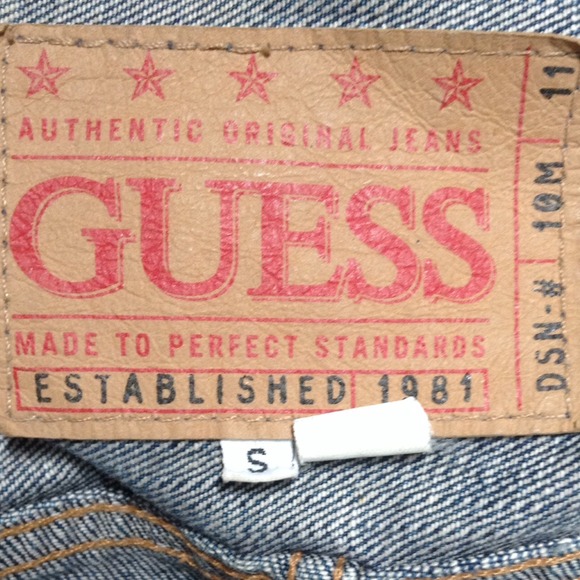 AUTHENTIC ORIGINAL JEANS
GUESS
MADE TO PERFECT STANDARDS
ESTABLISHED 1981
DSN-# 10M 11
S